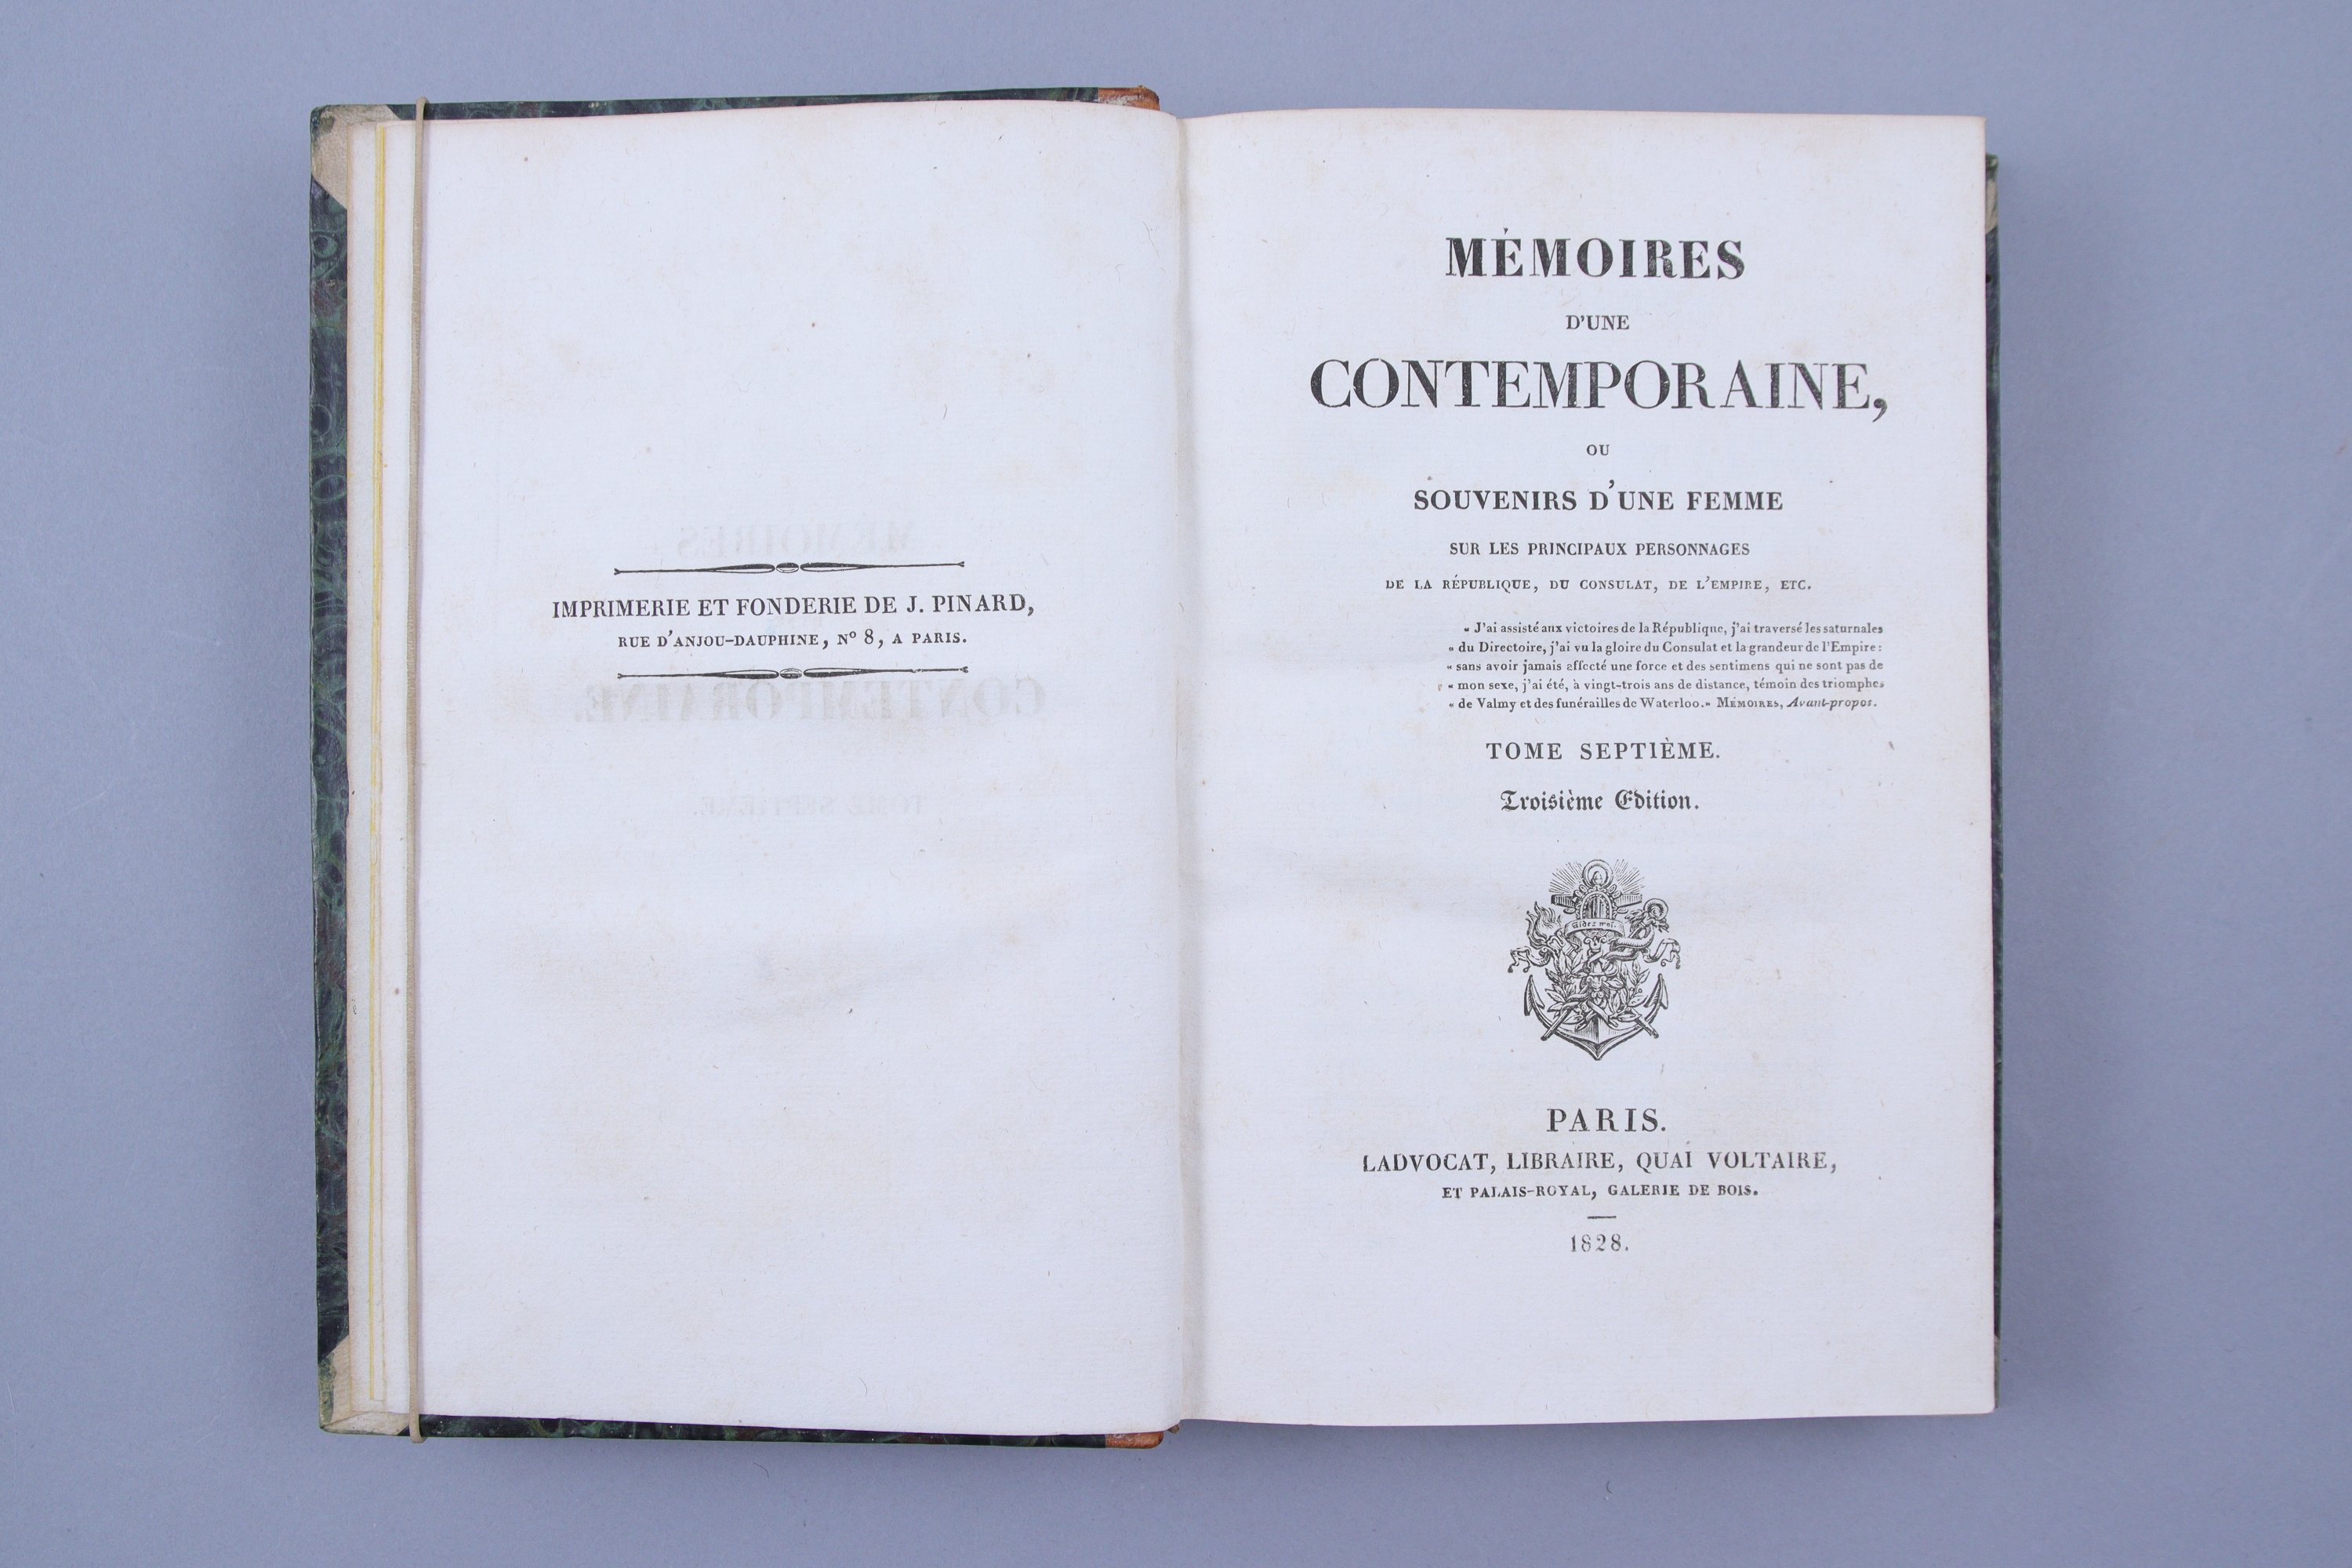 IMPRIMERIE ET FONDERIE DE J. PINARD,
RUE D'ANJOU-DAUPHINE, Nº 8, A PARIS.
MÉMOIRES
D'UNE
CONTEMPORAINE,
OU
SOUVENIRS D'UNE FEMME
SUR LES PRINCIPAUX PERSONNAGES
DE LA RÉPUBLIQUE, DU CONSULAT, DE L'EMPIRE, ETC.
« J'ai assisté aux victoires de la République, j'ai traversé les saturnales
« du Directoire, j'ai vu la gloire du Consulat et la grandeur de l'Empire :
« sans avoir jamais affecté une force et des sentimens qui ne sont pas de
« mon sexe, j'ai été, à vingt-trois ans de distance, témoin des triomphes
« de Valmy et des funérailles de Waterloo. » MÉMOIRES, Avant-propos.
TOME SEPTIÈME.
Troisième Edition.
Aidez moi.
PARIS.
LADVOCAT, LIBRAIRE, QUAI VOLTAIRE,
ET PALAIS-ROYAL, GALERIE DE BOIS.
1828.